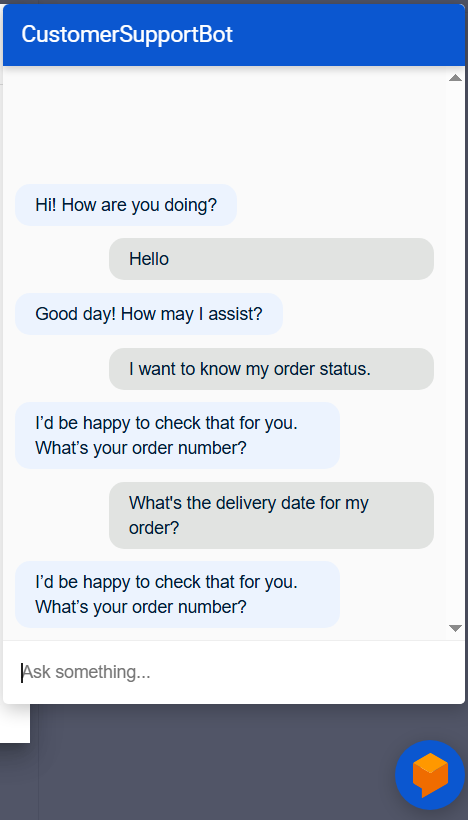 CustomerSupportBot
Hi! How are you doing?
Hello
Good day! How may I assist?
I want to know my order status.
I’d be happy to check that for you.
What’s your order number?
What's the delivery date for my
order?
I’d be happy to check that for you.
What’s your order number?
Ask something...